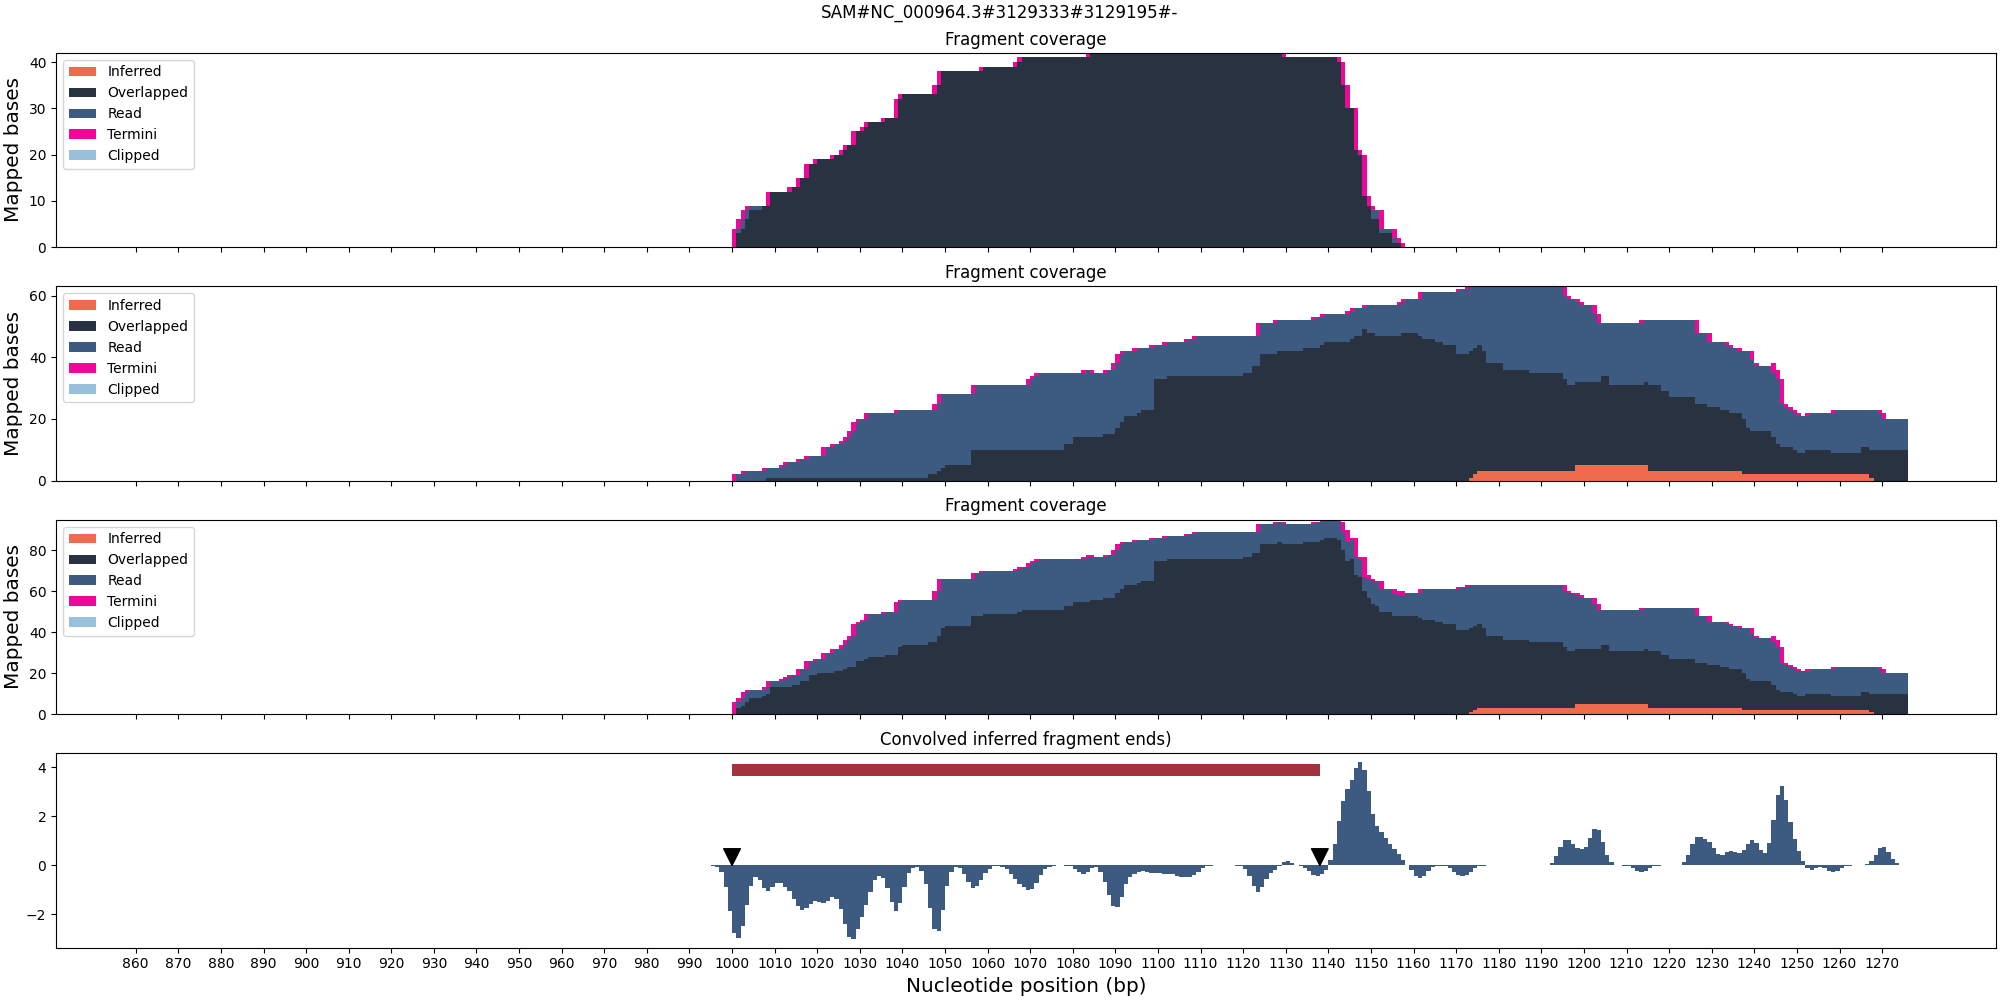 SAM#NC_000964.3#3129333#3129195#-
Fragment coverage
Mapped bases
40
30
20
10
0
Inferred
Overlapped
Read
Termini
Clipped
Fragment coverage
Mapped bases
60
40
20
0
Inferred
Overlapped
Read
Termini
Clipped
Fragment coverage
Mapped bases
80
60
40
20
0
Inferred
Overlapped
Read
Termini
Clipped
Convolved inferred fragment ends)
4
2
0
−2
860 870 880 890 900 910 920 930 940 950 960 970 980 990 1000 1010 1020 1030 1040 1050 1060 1070 1080 1090 1100 1110 1120 1130 1140 1150 1160 1170 1180 1190 1200 1210 1220 1230 1240 1250 1260 1270
Nucleotide position (bp)